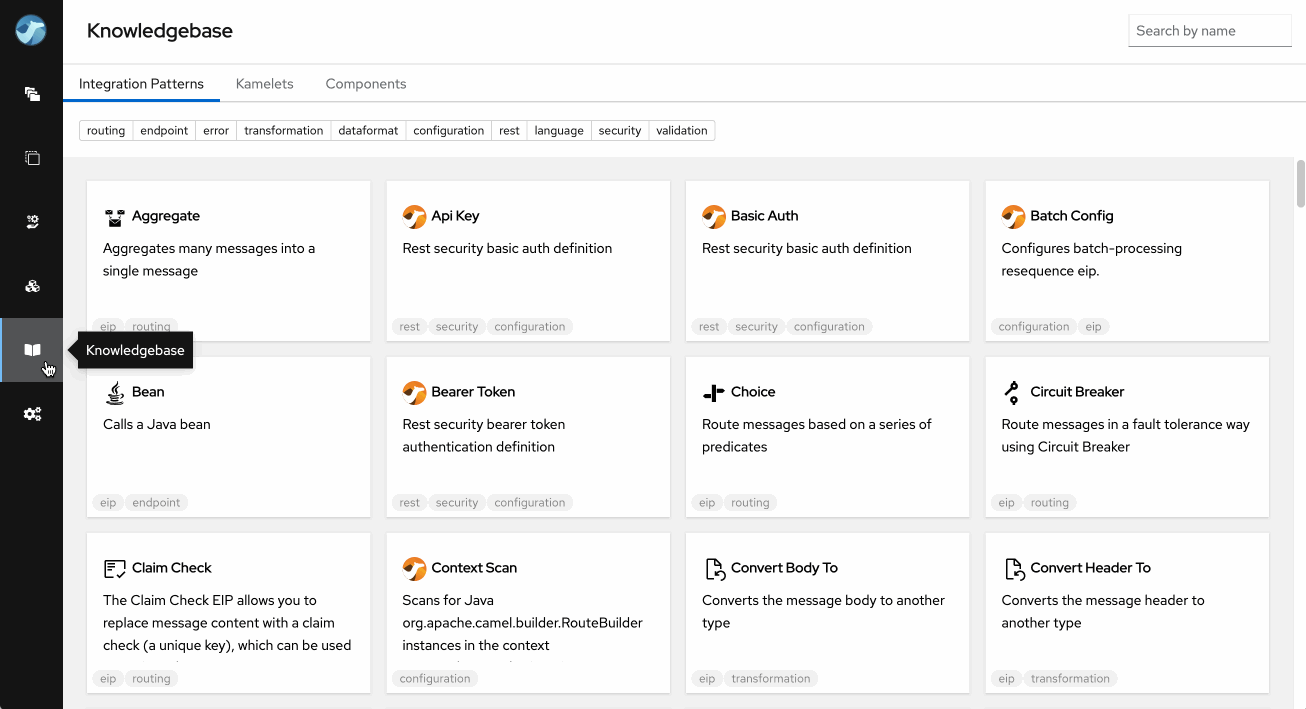 Knowledgebase
Search by name
Integration Patterns
Kamelets
Components
routing
endpoint
error
transformation
dataformat
configuration
rest
language
security
validation
Aggregate
Aggregates many messages into a
single message
eip
routing
Api Key
Rest security basic auth definition
rest
security
configuration
Basic Auth
Rest security basic auth definition
rest
security
configuration
Batch Config
Configures batch-processing
resequence eip.
configuration
eip
Knowledgebase
Bean
Calls a Java bean
eip
endpoint
Bearer Token
Rest security bearer token
authentication definition
rest
security
configuration
Choice
Route messages based on a series of
predicates
eip
routing
Circuit Breaker
Route messages in a fault tolerance way
using Circuit Breaker
eip
routing
Claim Check
The Claim Check EIP allows you to
replace message content with a claim
check (a unique key), which can be used
eip
routing
Context Scan
Scans for Java
org.apache.camel.builder.RouteBuilder
instances in the context
configuration
Convert Body To
Converts the message body to another
type
eip
transformation
Convert Header To
Converts the message header to
another type
eip
transformation